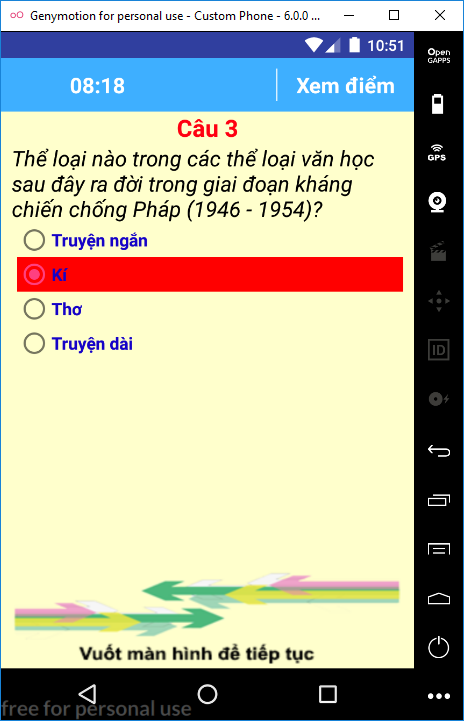 Genymotion for personal use - Custom Phone - 6.0.0 ...
10:51
08:18
Xem điểm
Câu 3
Thể loại nào trong các thể loại văn học
sau đây ra đời trong giai đoạn kháng
chiến chống Pháp (1946 - 1954)?
Truyện ngắn
Kí
Thơ
Truyện dài
Vuốt màn hình để tiếp tục
free for personal use
Open
GAPPS
GPS
ID